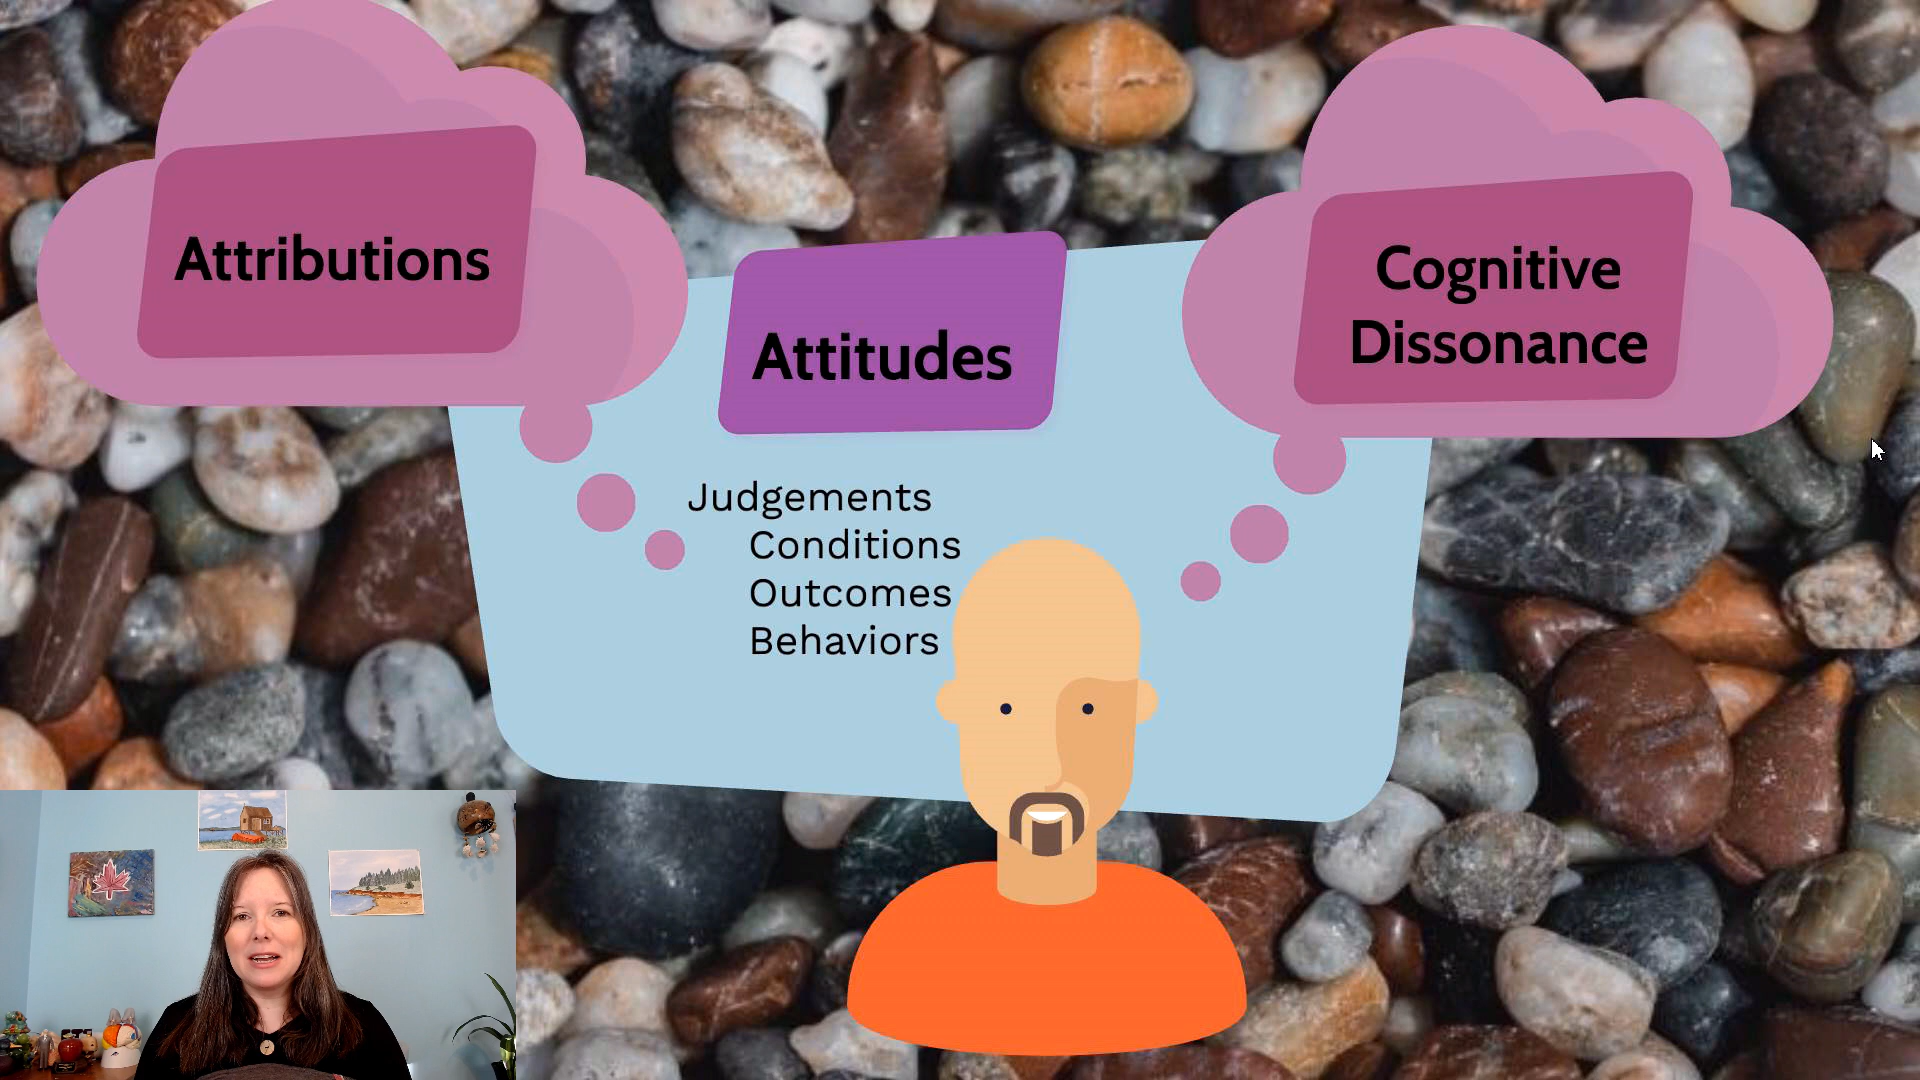 Attributions
Attitudes
Cognitive
Dissonance
Judgements
Conditions
Outcomes
Behaviors